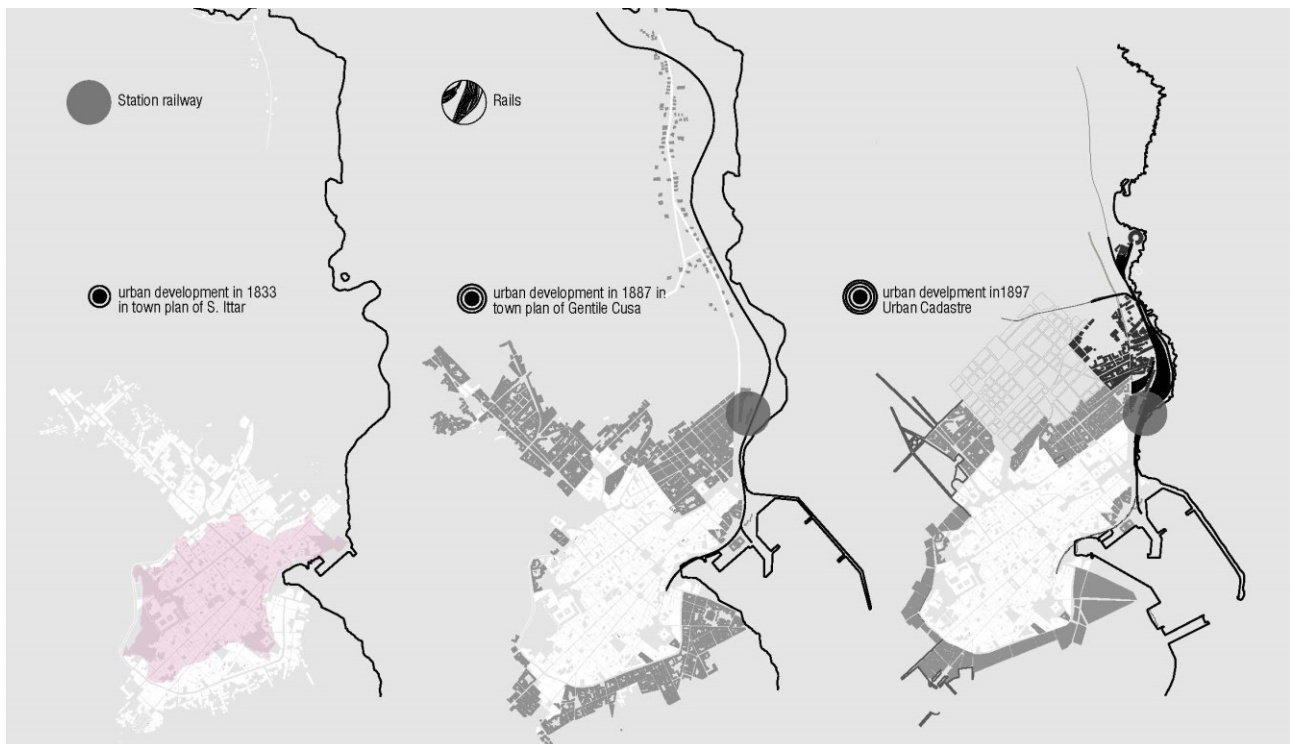 Station railway
Rails
urban development in 1833
in town plan of S. Ittar
urban development in 1887 in
town plan of Gentile Cusa
urban develpment in1897
Urban Cadastre